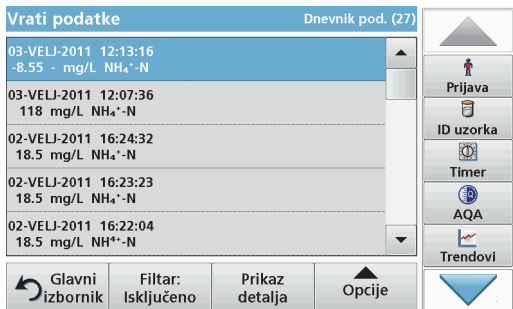 Vrati podatke
Dnevnik pod. (27)
03-VELJ-2011 12:13:16
-8.55 - mg/L NH₄⁺-N
03-VELJ-2011 12:07:36
118 mg/L NH₄⁺-N
02-VELJ-2011 16:24:32
18.5 mg/L NH₄⁺-N
02-VELJ-2011 16:23:23
18.5 mg/L NH₄⁺-N
02-VELJ-2011 16:22:04
18.5 mg/L NH⁴⁺-N
Prijava
ID uzorka
Timer
AQA
Trendovi
Glavni
izbornik
Filtar:
Isključeno
Prikaz
detalja
Opcije